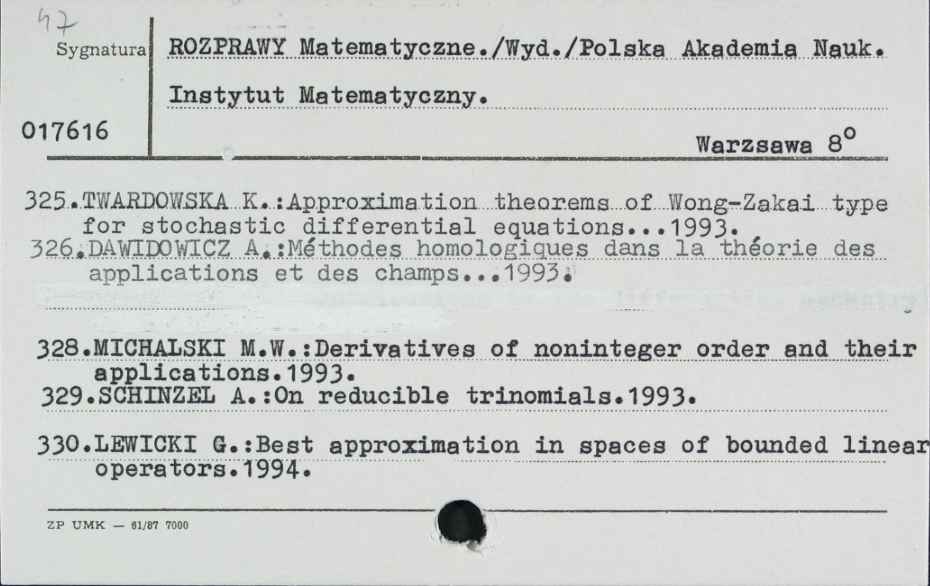 47
Sygnatura
ROZPRAWY Matematyczne./Wyd./Polska Akademia Nauk.
Instytut Matematyczny.
017616
Warzsawa 8°
325.TWARDOWSKA K.:Approximation theorems of Wong-Zakai type
for stochastic differential equations...1993.
326.DAWIDOWICZ A.:Méthodes homologiques dans la théorie des
applications et des champs...1993.
328.MICHALSKI M.W.:Derivatives of noninteger order and their
applications.1993.
329.SCHINZEL A.:On reducible trinomials.1993.
330.LEWICKI G.:Best approximation in spaces of bounded linear
operators.1994.
ZP UMK — 61/87 7000